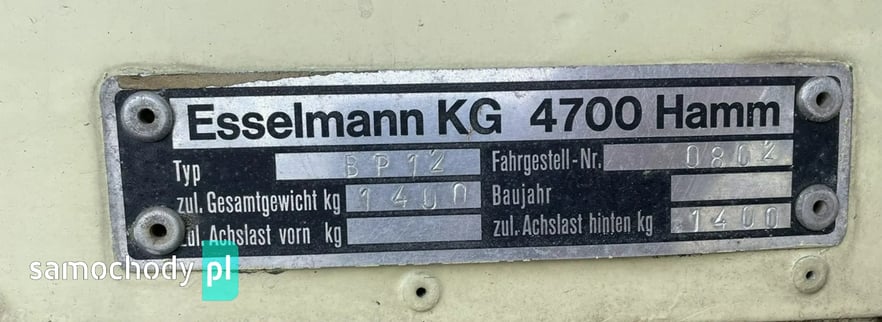 Esselmann KG 4700 Hamm
Typ BP12 Fahrgestell-Nr. 0802
zul. Gesamtgewicht kg 1400 Baujahr
zul. Achslast vorn kg zul. Achslast hinten kg 1400
samochody pl